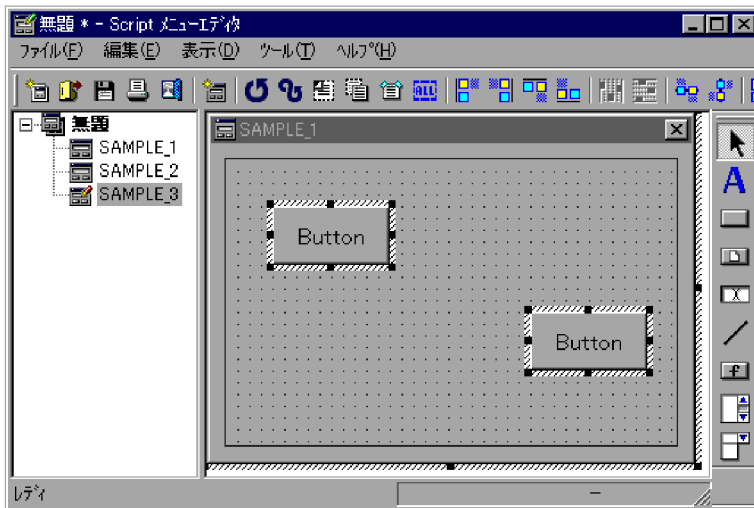 無題 * - Script ﾒﾆｭｰｴﾃﾞｨﾀ
ﾌｧｲﾙ(F) 編集(E) 表示(D) ﾂｰﾙ(T) ﾍﾙﾌﾟ(H)
ALL
無題
SAMPLE_1
SAMPLE_2
SAMPLE_3
SAMPLE_1
Button
Button
A
f
ﾚﾃﾞｨ
–